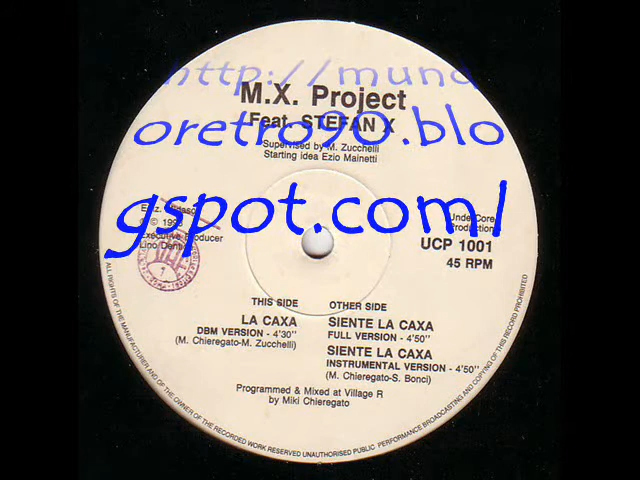 http://mund
oretro90.blo
gspot.com/
M.X. Project
Feat. STEFAN X
Supervised by M. Zucchelli
Starting idea Ezio Mainetti
Ediz.
© 199
Executive Producer
Lino Dentico
UnderCore
Production
UCP 1001
45 RPM
THIS SIDE
LA CAXA
DBM VERSION - 4'30"
(M. Chieregato-M. Zucchelli)
OTHER SIDE
SIENTE LA CAXA
FULL VERSION - 4'50"
SIENTE LA CAXA
INSTRUMENTAL VERSION - 4'50"
(M. Chieregato-S. Bonci)
Programmed & Mixed at Village R
by Miki Chieregato
ALL RIGHTS OF THE MANUFACTURER AND OF THE OWNER OF THE RECORDED WORK RESERVED UNAUTHORISED PUBLIC PERFORMANCE BROADCASTING AND COPYING OF THIS RECORD PROHIBITED